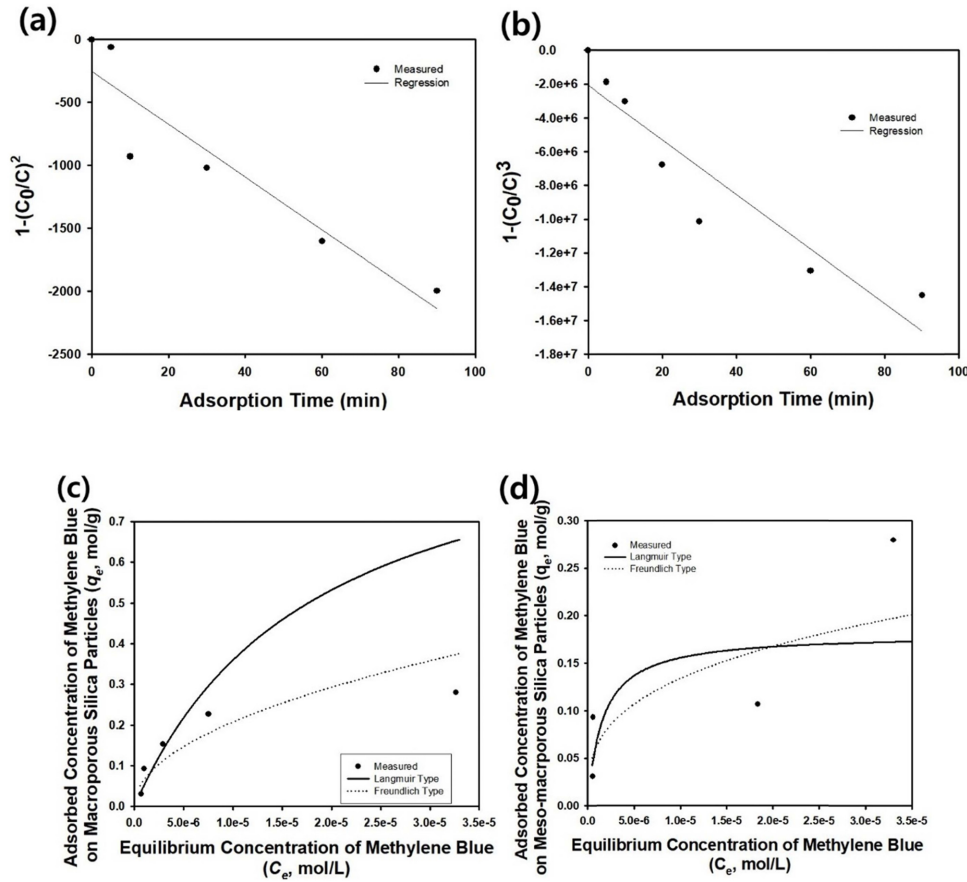 (a)
0
-500
-1000
-1500
-2000
-2500
1-(C0/C)2
Measured
Regression
0 20 40 60 80 100
Adsorption Time (min)
(b)
0.0
-2.0e+6
-4.0e+6
-6.0e+6
-8.0e+6
-1.0e+7
-1.2e+7
-1.4e+7
-1.6e+7
-1.8e+7
1-(C0/C)3
Measured
Regression
0 20 40 60 80 100
Adsorption Time (min)
(c)
Adsorbed Concentration of Methylene Blue
on Macroporous Silica Particles (qe, mol/g)
0.7
0.6
0.5
0.4
0.3
0.2
0.1
0.0
Measured
Langmuir Type
Freundlich Type
5.0e-6 1.0e-5 1.5e-5 2.0e-5 2.5e-5 3.0e-5 3.5e-5
Equilibrium Concentration of Methylene Blue
(Ce, mol/L)
(d)
Adsorbed Concentration of Methylene Blue
on Meso-macrporous Silica Particles (qe, mol/g)
0.30
0.25
0.20
0.15
0.10
0.05
0.00
Measured
Langmuir Type
Freundlich Type
5.0e-6 1.0e-5 1.5e-5 2.0e-5 2.5e-5 3.0e-5 3.5e-5
Equilibrium Concentration of Methylene Blue
(Ce, mol/L)